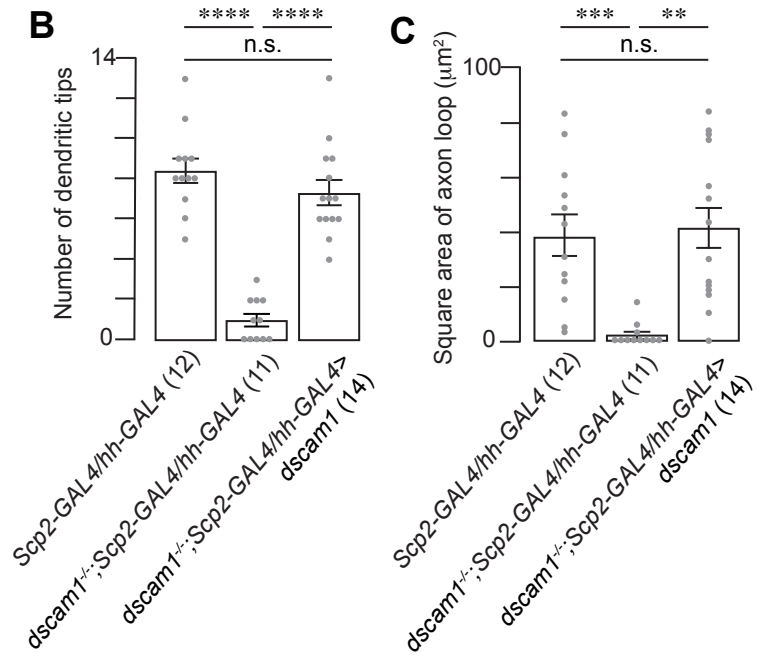 B
**** ****
n.s.
14
0
Number of dendritic tips
Scp2-GAL4/hh-GAL4 (12)
dscam1-/-;Scp2-GAL4/hh-GAL4 (11)
dscam1-/-;Scp2-GAL4/hh-GAL4>
dscam1 (14)
C
*** **
n.s.
100
0
Square area of axon loop (μm2)
Scp2-GAL4/hh-GAL4 (12)
dscam1-/-;Scp2-GAL4/hh-GAL4 (11)
dscam1-/-;Scp2-GAL4/hh-GAL4>
dscam1 (14)